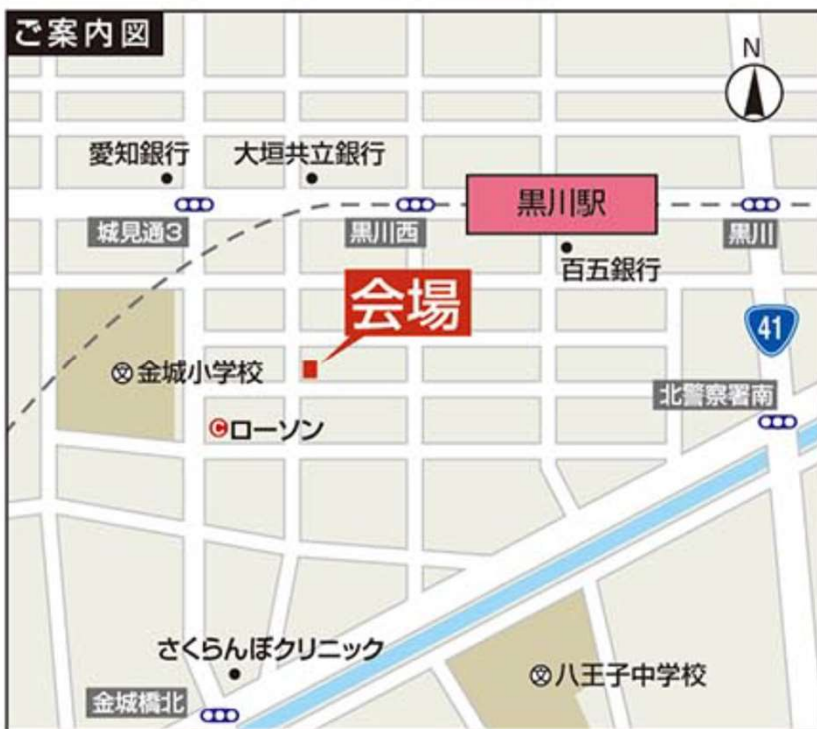 ご案内図
N
愛知銀行
大垣共立銀行
黒川駅
城見通3
黒川西
黒川
百五銀行
会場
41
金城小学校
北警察署南
ローソン
さくらんぼクリニック
八王子中学校
金城橋北